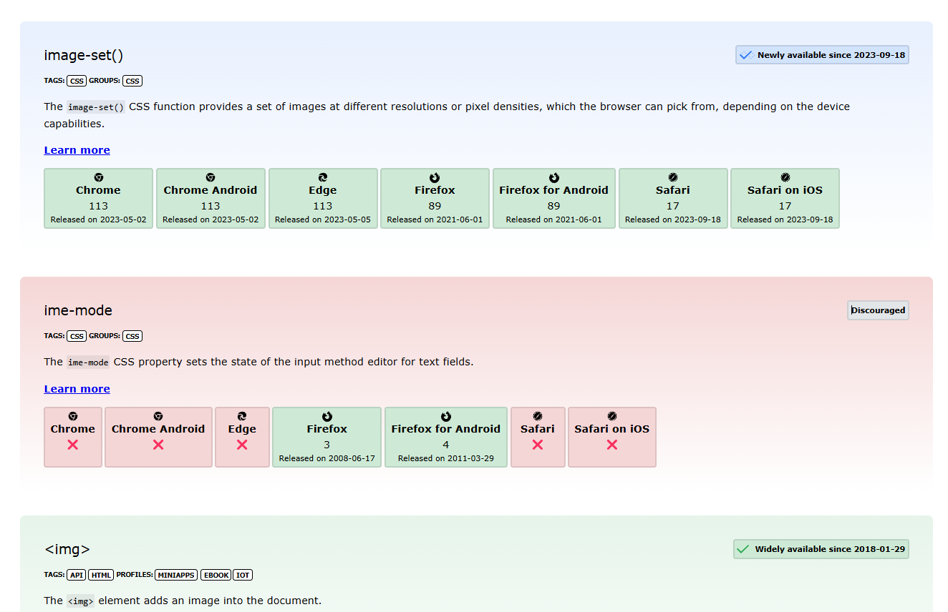 image-set()
Newly available since 2023-09-18
TAGS: CSS GROUPS: CSS
The image-set() CSS function provides a set of images at different resolutions or pixel densities, which the browser can pick from, depending on the device
capabilities.
Learn more
Chrome
113
Released on 2023-05-02
Chrome Android
113
Released on 2023-05-02
Edge
113
Released on 2023-05-05
Firefox
89
Released on 2021-06-01
Firefox for Android
89
Released on 2021-06-01
Safari
17
Released on 2023-09-18
Safari on iOS
17
Released on 2023-09-18
ime-mode
Discouraged
TAGS: CSS GROUPS: CSS
The ime-mode CSS property sets the state of the input method editor for text fields.
Learn more
Chrome
Chrome Android
Edge
Firefox
3
Released on 2008-06-17
Firefox for Android
4
Released on 2011-03-29
Safari
Safari on iOS
<img>
Widely available since 2018-01-29
TAGS: API HTML PROFILES: MINIAPPS EBOOK IOT
The <img> element adds an image into the document.